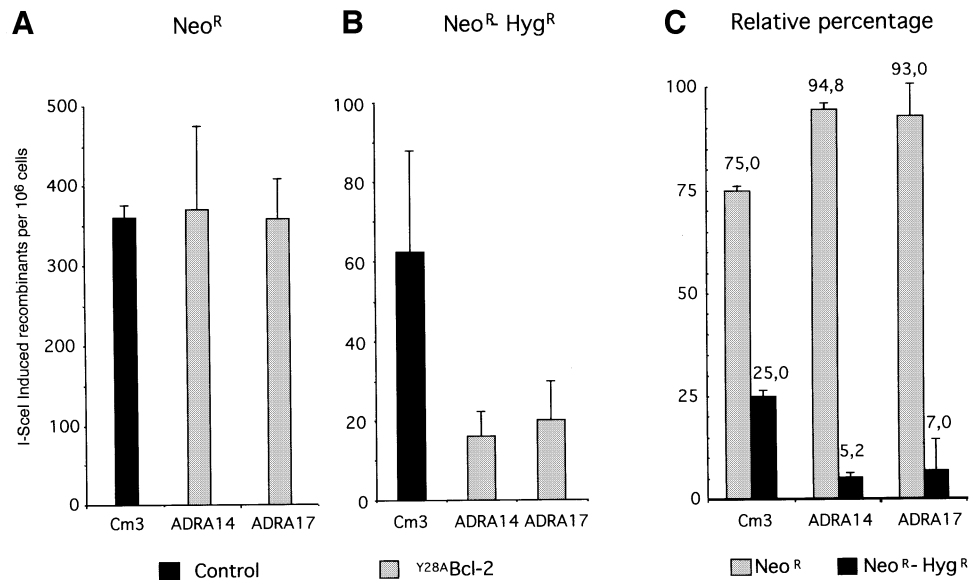 A
Neo^R
I-SceI Induced recombinants per 10^6 cells
500
400
300
200
100
0
Cm3 ADRA14 ADRA17
B
Neo^R- Hyg^R
100
80
60
40
20
0
Cm3 ADRA14 ADRA17
C
Relative percentage
100
75
50
25
0
75,0
25,0
94,8
5,2
93,0
7,0
Cm3 ADRA14 ADRA17
Control
Y28ABcl-2
Neo^R
Neo^R- Hyg^R